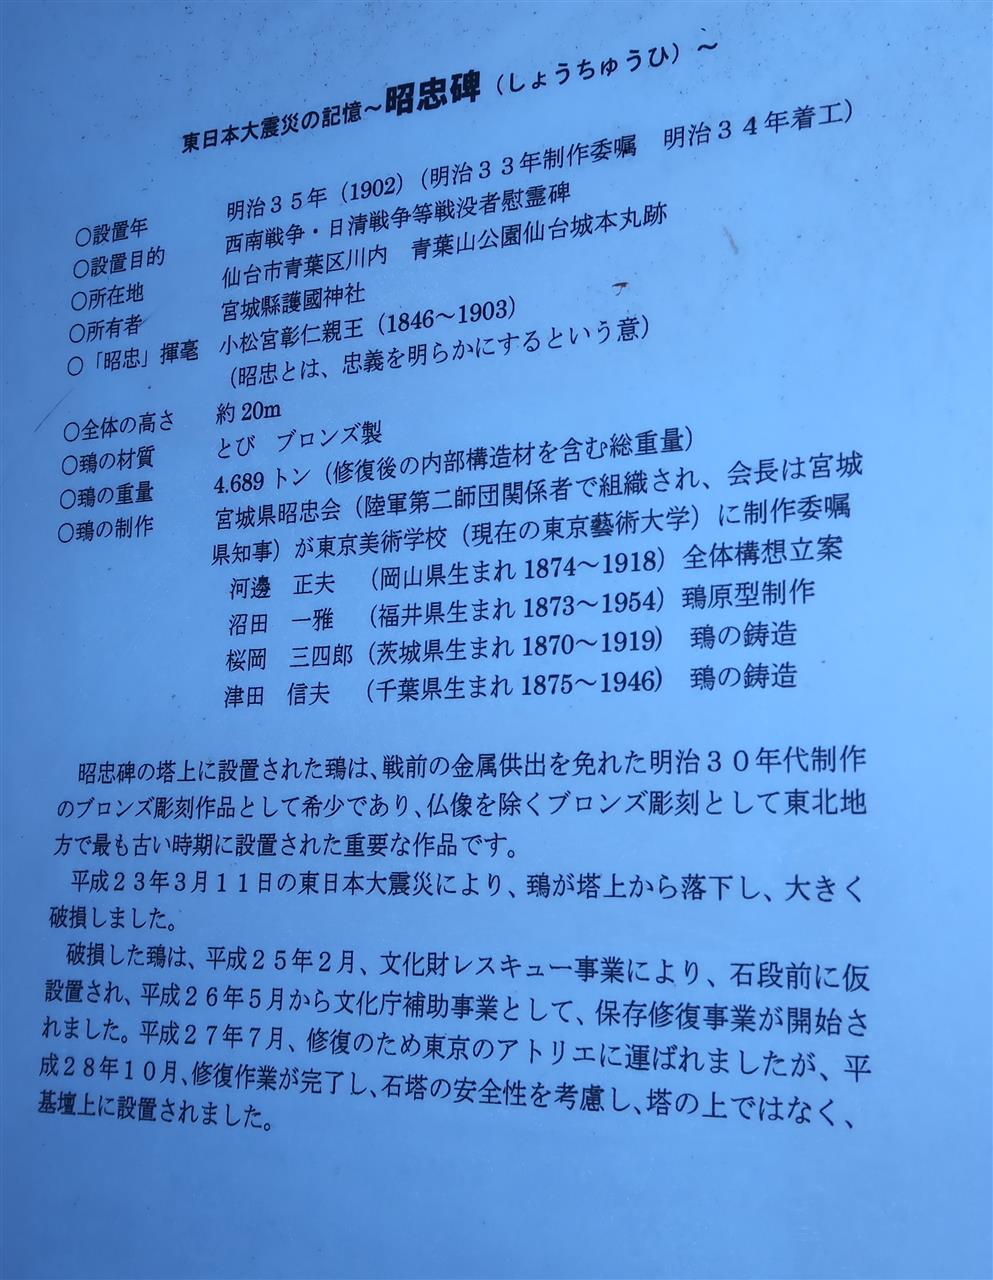 東日本大震災の記憶～昭忠碑（しょうちゅうひ）～
○設置年 明治３５年（1902）（明治３３年制作委嘱 明治３４年着工）
○設置目的 西南戦争・日清戦争等戦没者慰霊碑
○所在地 仙台市青葉区川内 青葉山公園仙台城本丸跡
○所有者 宮城縣護國神社
○「昭忠」揮毫 小松宮彰仁親王（1846～1903）
（昭忠とは、忠義を明らかにするという意）
○全体の高さ 約20m
○鵄の材質 とび ブロンズ製
○鵄の重量 4.689トン（修復後の内部構造材を含む総重量）
○鵄の制作 宮城県昭忠会（陸軍第二師団関係者で組織され、会長は宮城
県知事）が東京美術学校（現在の東京藝術大学）に制作委嘱
河邊 正夫 （岡山県生まれ1874～1918）全体構想立案
沼田 一雅 （福井県生まれ1873～1954）鵄原型制作
桜岡 三四郎（茨城県生まれ1870～1919） 鵄の鋳造
津田 信夫 （千葉県生まれ1875～1946） 鵄の鋳造
昭忠碑の塔上に設置された鵄は、戦前の金属供出を免れた明治３０年代制作
のブロンズ彫刻作品として希少であり、仏像を除くブロンズ彫刻として東北地
方で最も古い時期に設置された重要な作品です。
平成２３年３月１１日の東日本大震災により、鵄が塔上から落下し、大きく
破損しました。
破損した鵄は、平成２５年２月、文化財レスキュー事業により、石段前に仮
設置され、平成２６年５月から文化庁補助事業として、保存修復事業が開始さ
れました。平成２７年７月、修復のため東京のアトリエに運ばれましたが、平
成２８年１０月、修復作業が完了し、石塔の安全性を考慮し、塔の上ではなく、
基壇上に設置されました。